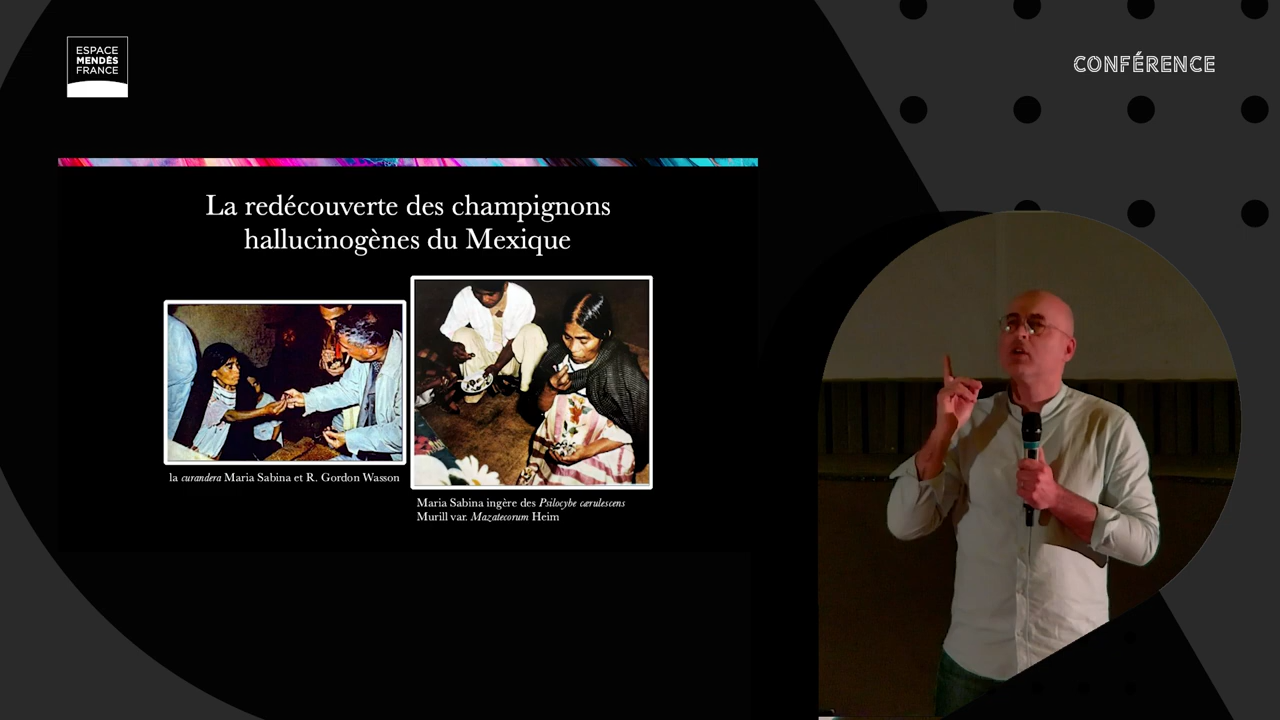 ESPACE
MENDÈS
FRANCE
CONFÉRENCE
La redécouverte des champignons
hallucinogènes du Mexique
la curandera Maria Sabina et R. Gordon Wasson
Maria Sabina ingère des Psilocybe cærulescens
Murill var. Mazatecorum Heim